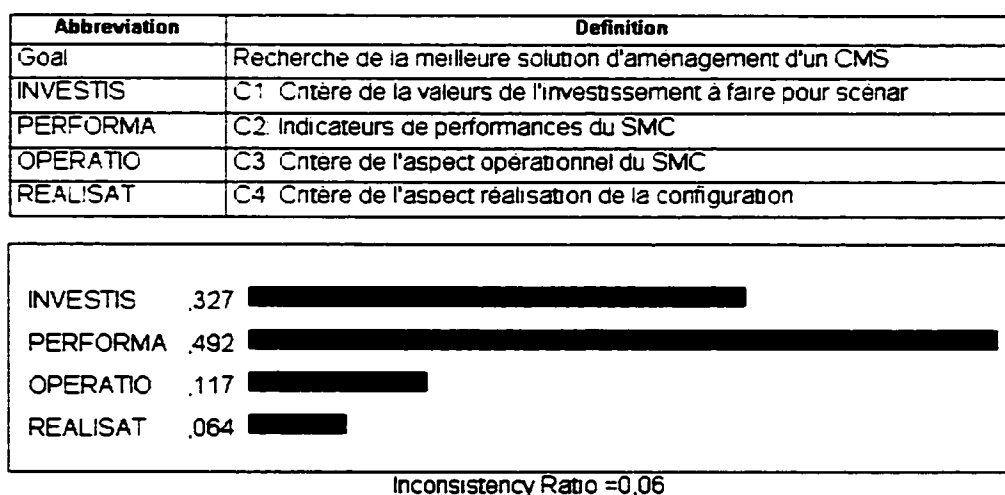 Abbreviation Definition
Goal Recherche de la meilleure solution d'aménagement d'un CMS
INVESTIS C1 Critère de la valeurs de l'investissement à faire pour scénar
PERFORMA C2 Indicateurs de performances du SMC
OPERATIO C3 Critère de l'aspect opérationnel du SMC
REALISAT C4 Critère de l'aspect réalisation de la configuration
INVESTIS .327
PERFORMA .492
OPERATIO .117
REALISAT .064
Inconsistency Ratio =0.06